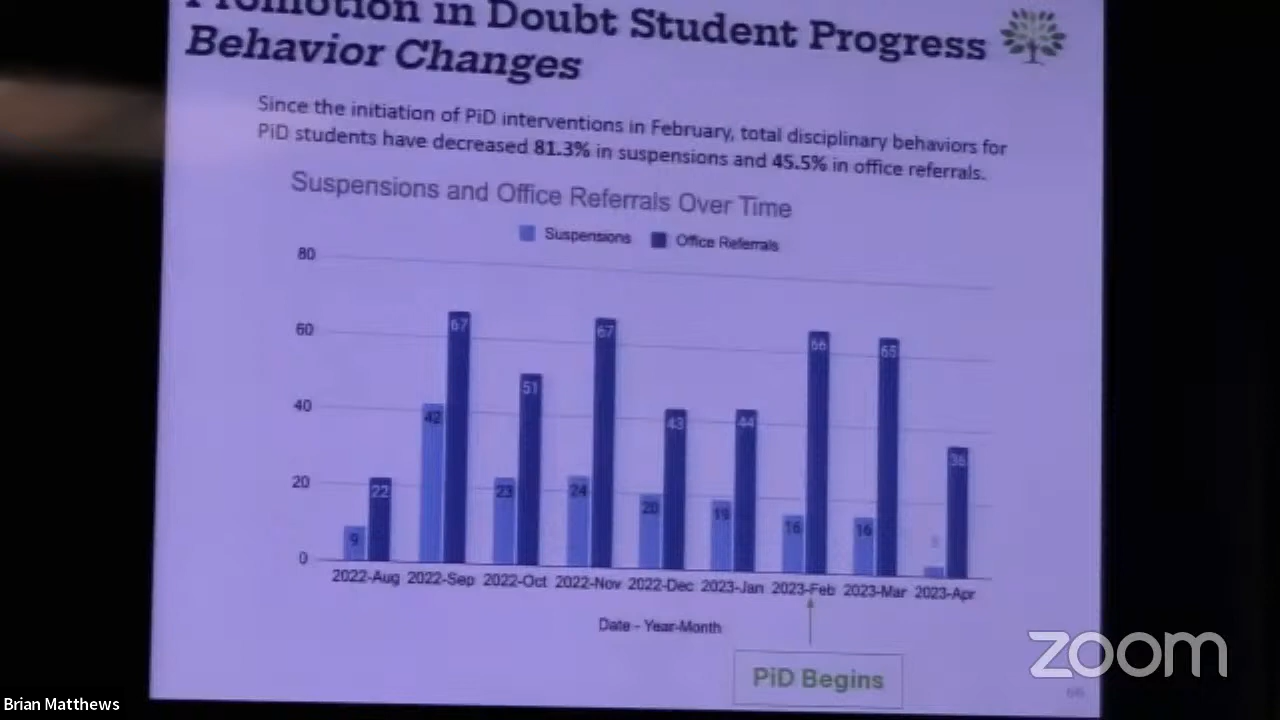 Promotion in Doubt Student Progress
Behavior Changes
Since the initiation of PiD interventions in February, total disciplinary behaviors for
PiD students have decreased 81.3% in suspensions and 45.5% in office referrals.
Suspensions and Office Referrals Over Time
Suspensions Office Referrals
80
60
40
20
0
9 22 42 67 23 51 24 67 20 43 19 44 16 66 16 65 36
2022-Aug 2022-Sep 2022-Oct 2022-Nov 2022-Dec 2023-Jan 2023-Feb 2023-Mar 2023-Apr
Date - Year-Month
PiD Begins
zoom
Brian Matthews